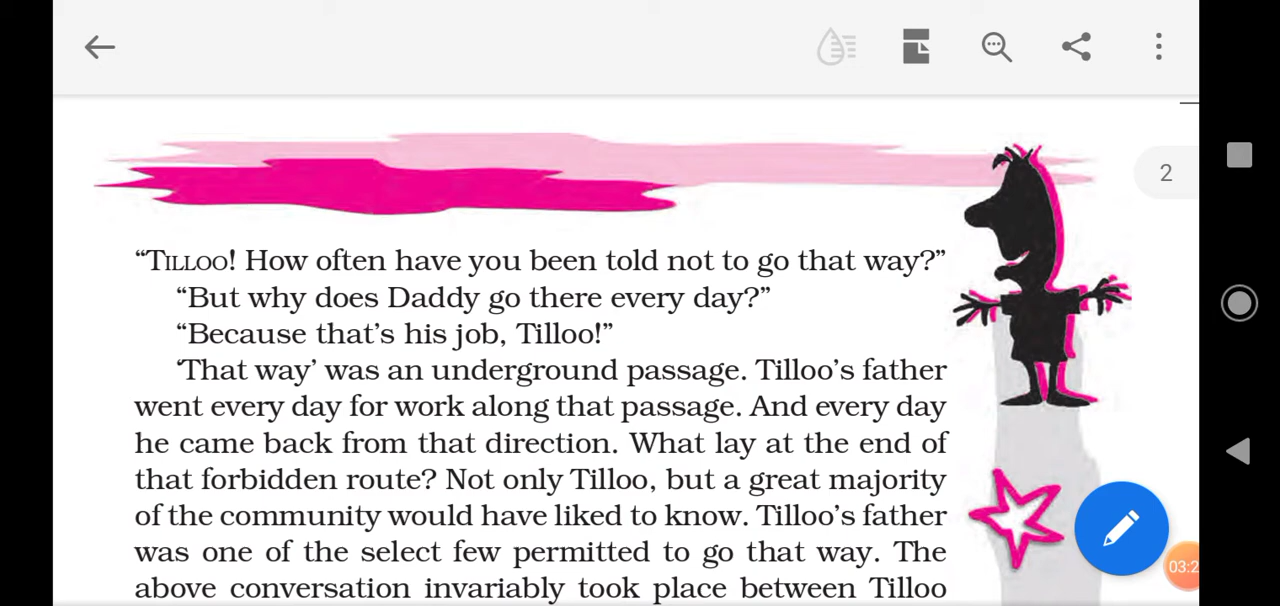 2
“TILLOO! How often have you been told not to go that way?”
“But why does Daddy go there every day?”
“Because that’s his job, Tilloo!”
‘That way’ was an underground passage. Tilloo’s father
went every day for work along that passage. And every day
he came back from that direction. What lay at the end of
that forbidden route? Not only Tilloo, but a great majority
of the community would have liked to know. Tilloo’s father
was one of the select few permitted to go that way. The
above conversation invariably took place between Tilloo
03:2